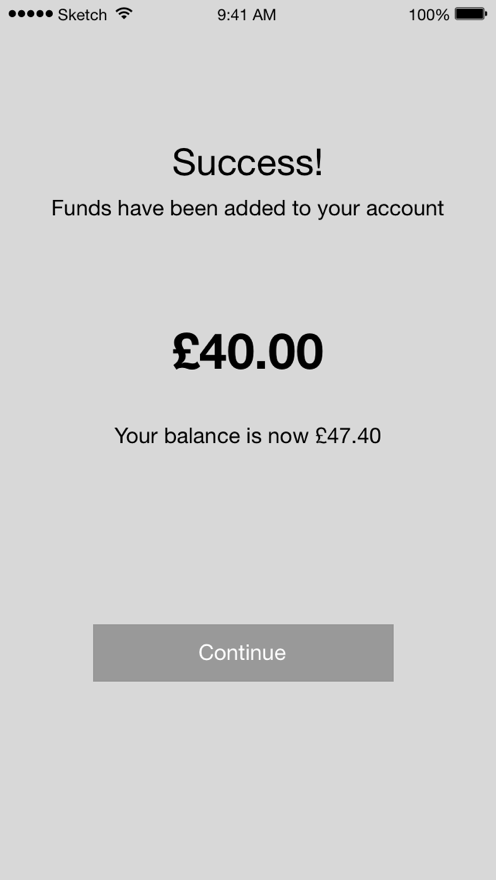 Sketch 9:41 AM 100%
Success!
Funds have been added to your account
£40.00
Your balance is now £47.40
Continue